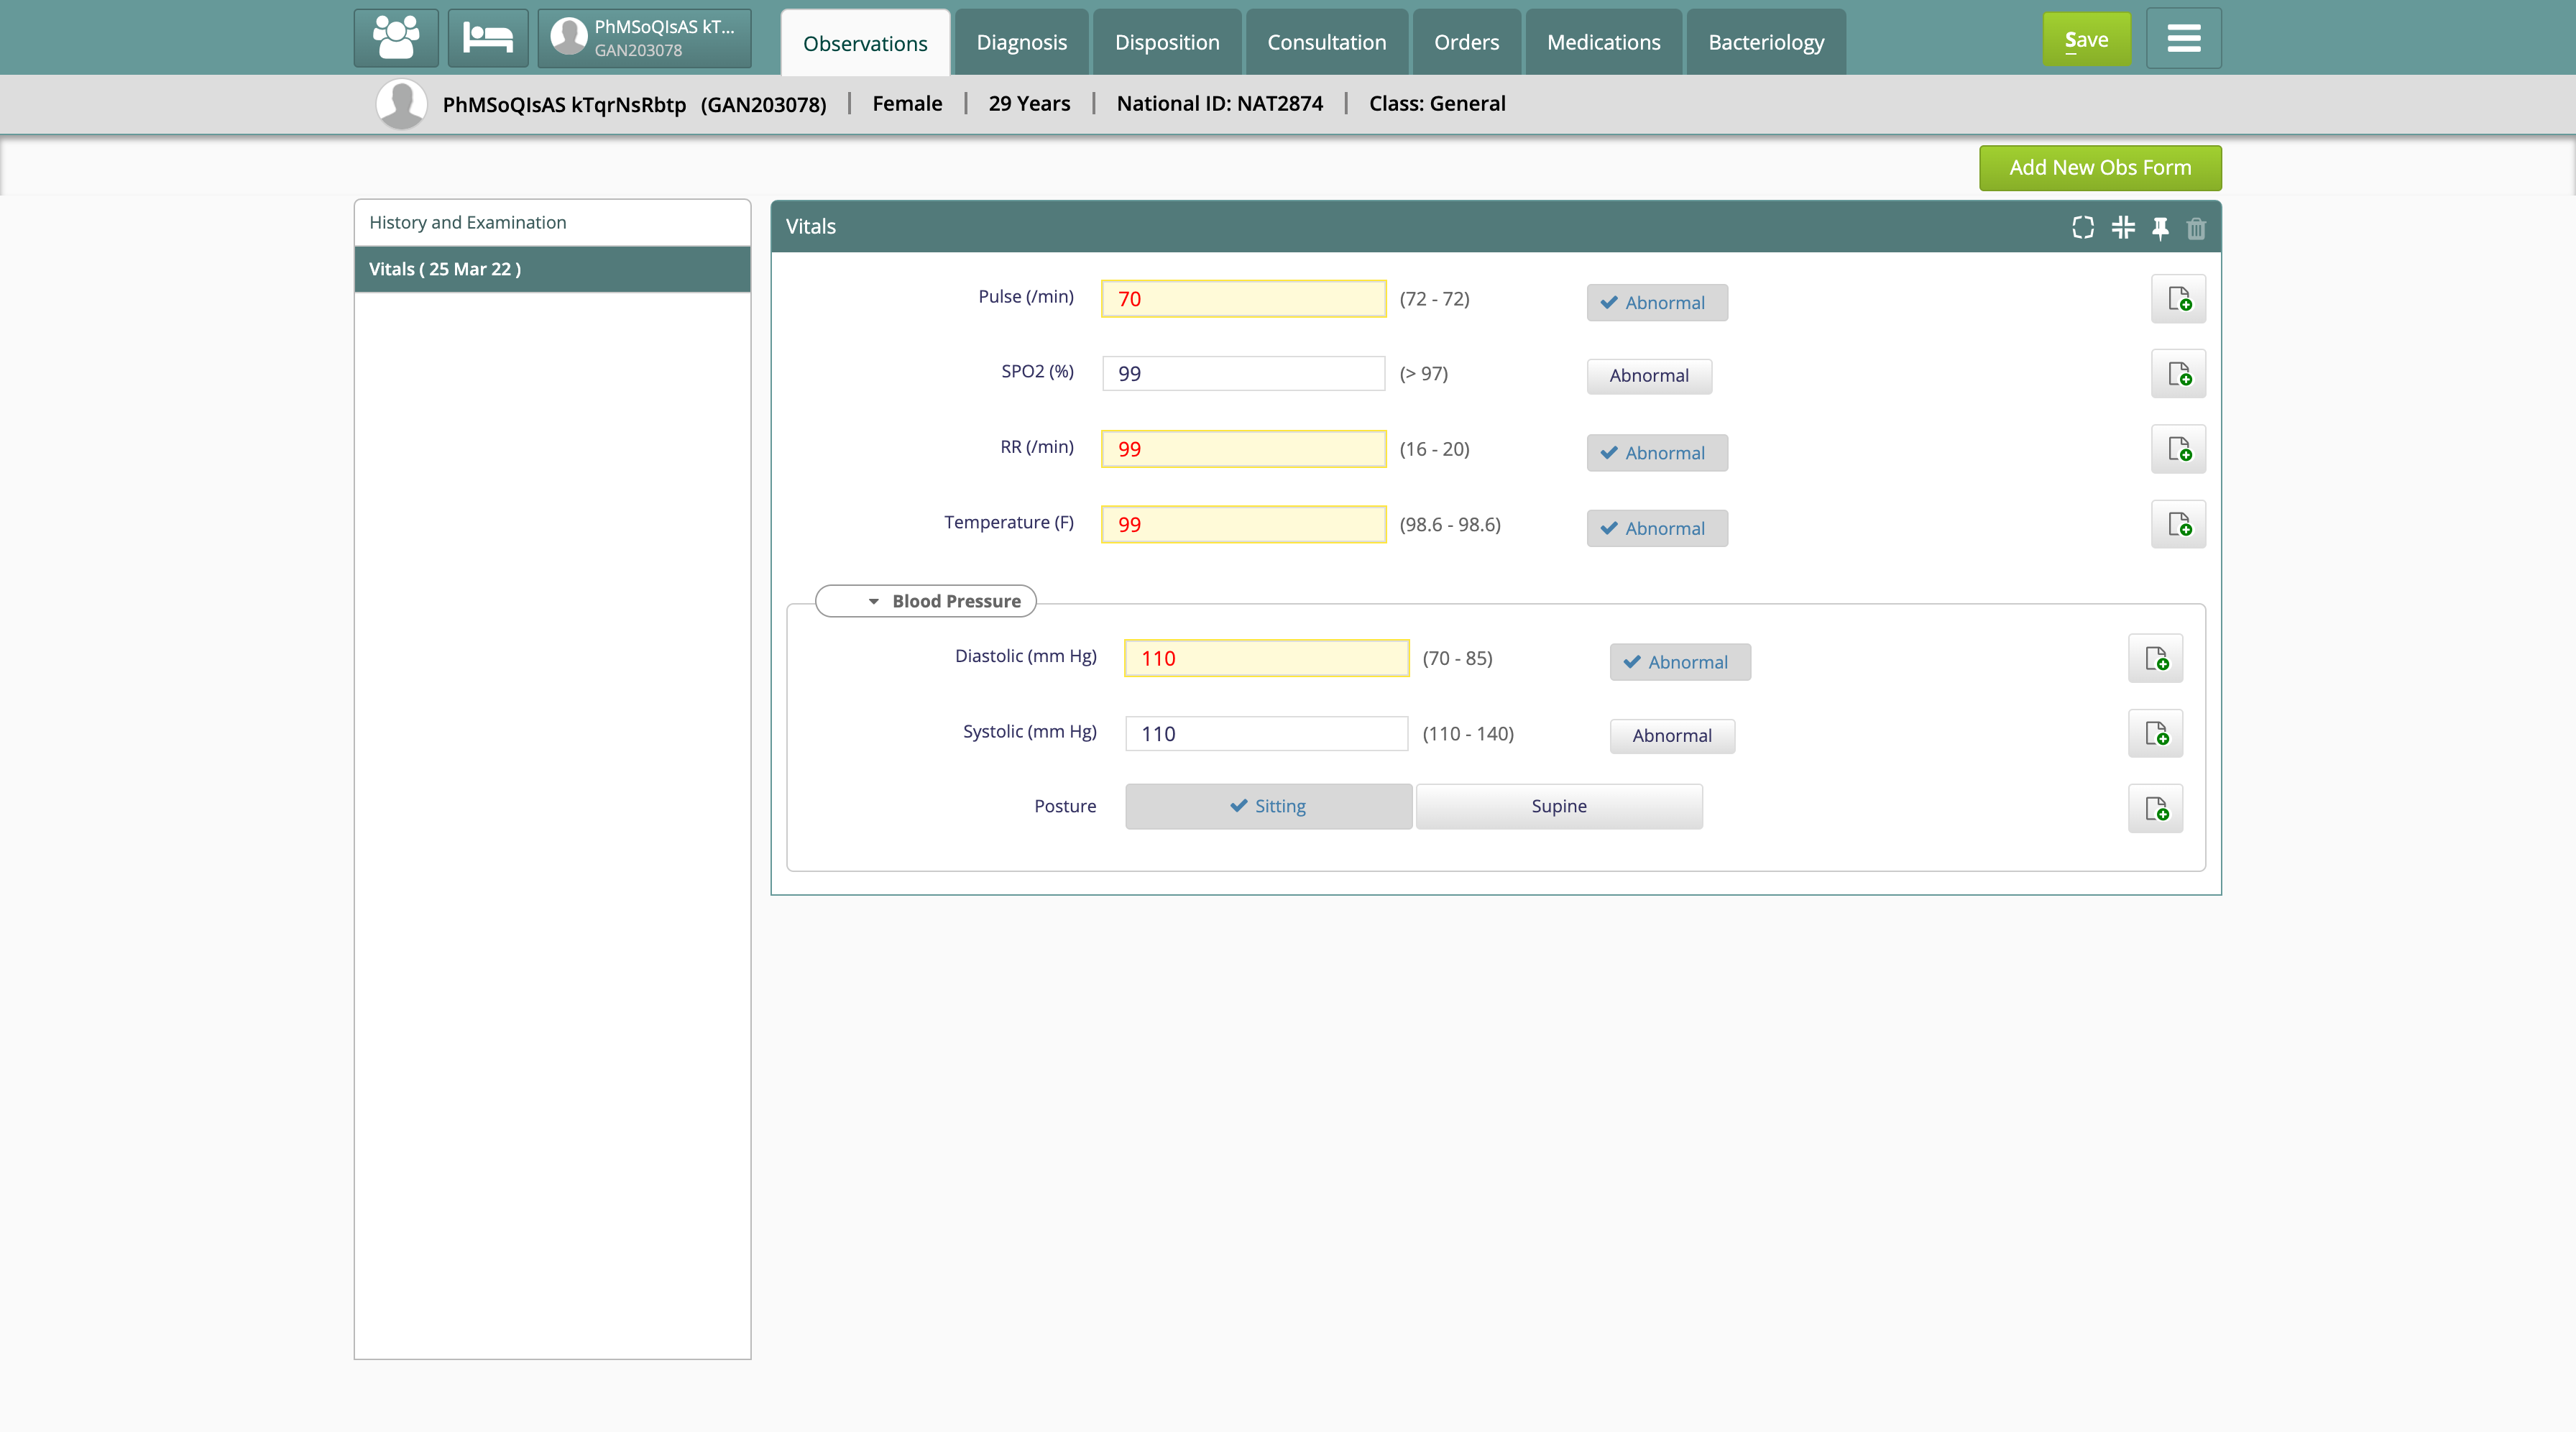 PhMSoQIsAS kT...
GAN203078
Observations
Diagnosis
Disposition
Consultation
Orders
Medications
Bacteriology
Save
PhMSoQIsAS kTqrNsRbtp (GAN203078) | Female | 29 Years | National ID: NAT2874 | Class: General
Add New Obs Form
History and Examination
Vitals ( 25 Mar 22 )
Vitals
Pulse (/min) 70 (72 - 72) Abnormal
SPO2 (%) 99 (> 97) Abnormal
RR (/min) 99 (16 - 20) Abnormal
Temperature (F) 99 (98.6 - 98.6) Abnormal
Blood Pressure
Diastolic (mm Hg) 110 (70 - 85) Abnormal
Systolic (mm Hg) 110 (110 - 140) Abnormal
Posture Sitting Supine